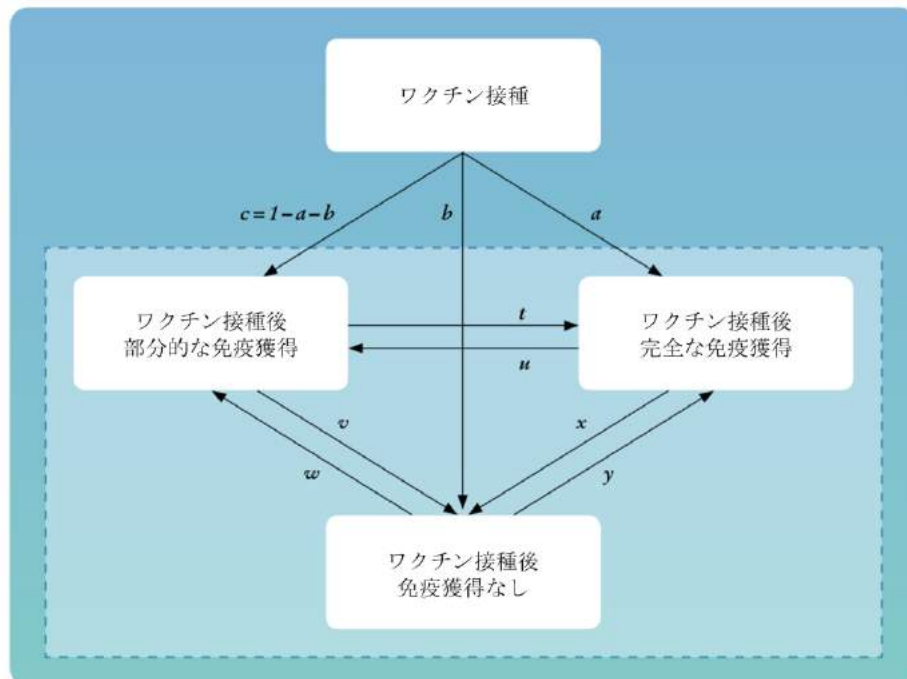 ワクチン接種
c=1-a-b
b
a
ワクチン接種後
部分的な免疫獲得
t
u
ワクチン接種後
完全な免疫獲得
v
w
x
y
ワクチン接種後
免疫獲得なし